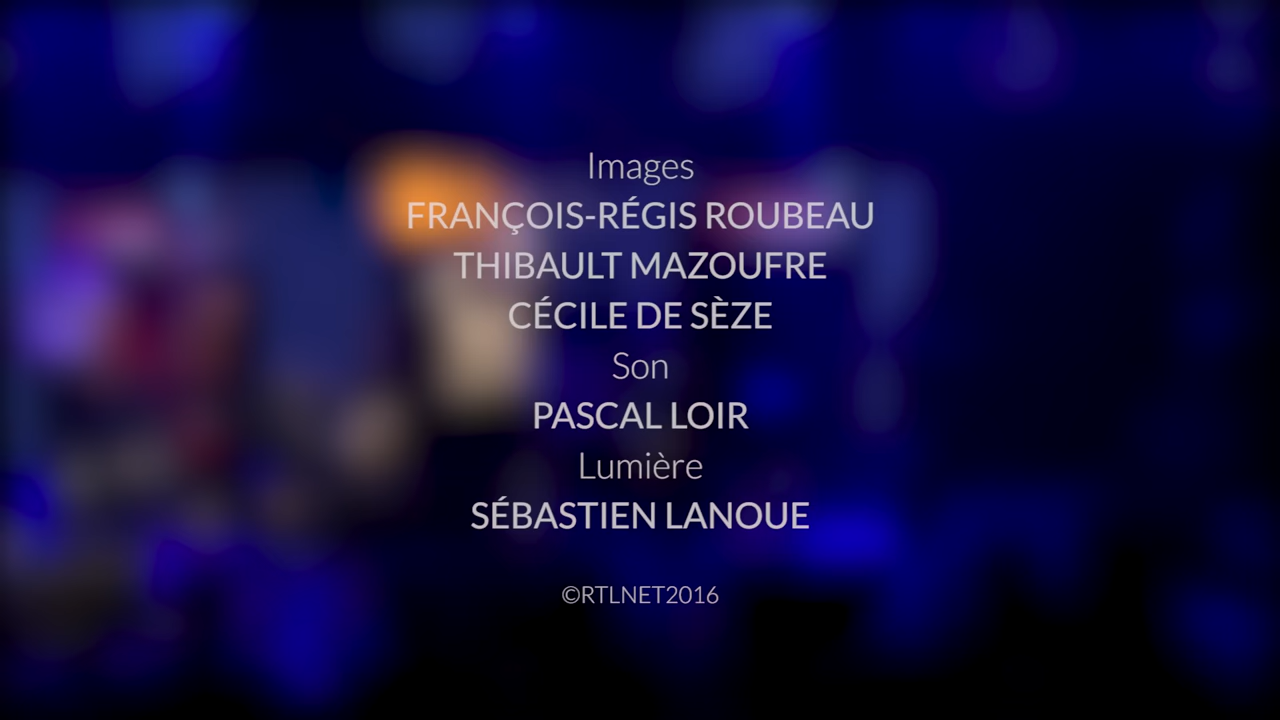 Images
FRANÇOIS-RÉGIS ROUBEAU
THIBAULT MAZOUFRE
CÉCILE DE SÈZE
Son
PASCAL LOIR
Lumière
SÉBASTIEN LANOUE
©RTLNET2016